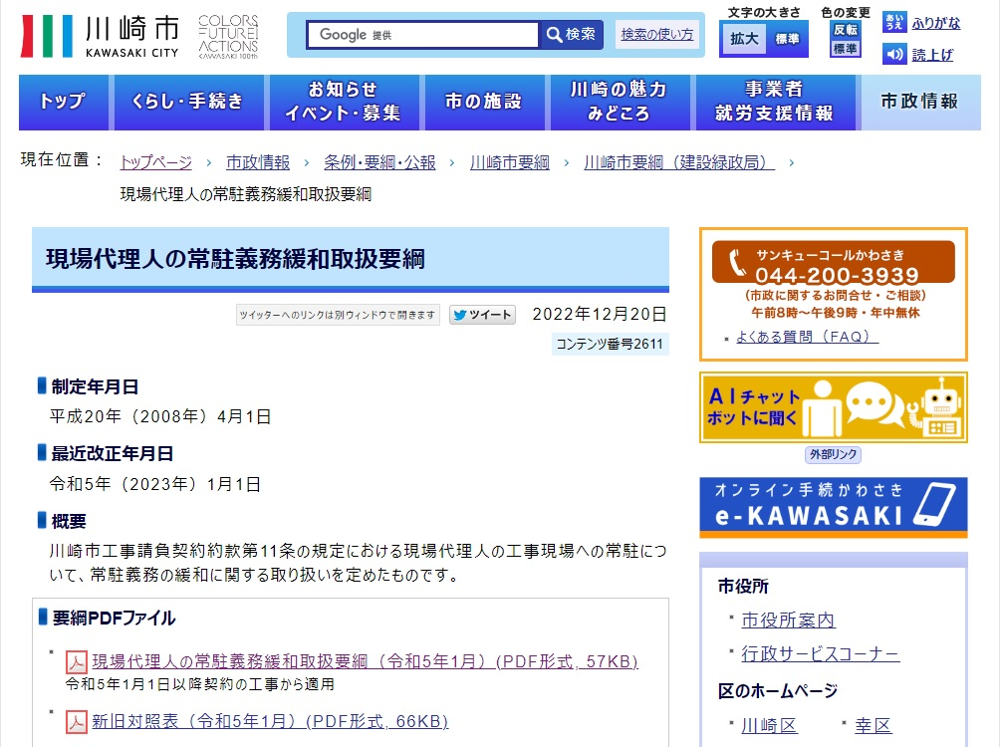 川崎市
KAWASAKI CITY
COLORS,
FUTURE!
ACTIONS
KAWASAKI 100th
Google 提供
検索
検索の使い方
文字の大きさ
拡大 標準
色の変更
反転
標準
あいうえ ふりがな
読上げ
トップ
くらし・手続き
お知らせ
イベント・募集
市の施設
川崎の魅力
みどころ
事業者
就労支援情報
市政情報
現在位置：
トップページ › 市政情報 › 条例・要綱・公報 › 川崎市要綱 › 川崎市要綱（建設緑政局） ›
現場代理人の常駐義務緩和取扱要綱
現場代理人の常駐義務緩和取扱要綱
ツイッターへのリンクは別ウィンドウで開きます ツイート 2022年12月20日
コンテンツ番号2611
制定年月日
平成20年（2008年）4月1日
最近改正年月日
令和5年（2023年）1月1日
概要
川崎市工事請負契約約款第11条の規定における現場代理人の工事現場への常駐につ
いて、常駐義務の緩和に関する取り扱いを定めたものです。
要綱PDFファイル
現場代理人の常駐義務緩和取扱要綱（令和5年1月）(PDF形式, 57KB)
令和5年1月1日以降契約の工事から適用
新旧対照表（令和5年1月）(PDF形式, 66KB)
サンキューコールかわさき
044-200-3939
（市政に関するお問合せ・ご相談）
午前8時～午後9時・年中無休
よくある質問（FAQ）
AIチャット
ボットに聞く
外部リンク
オンライン手続かわさき
e-KAWASAKI
市役所
市役所案内
行政サービスコーナー
区のホームページ
川崎区 幸区